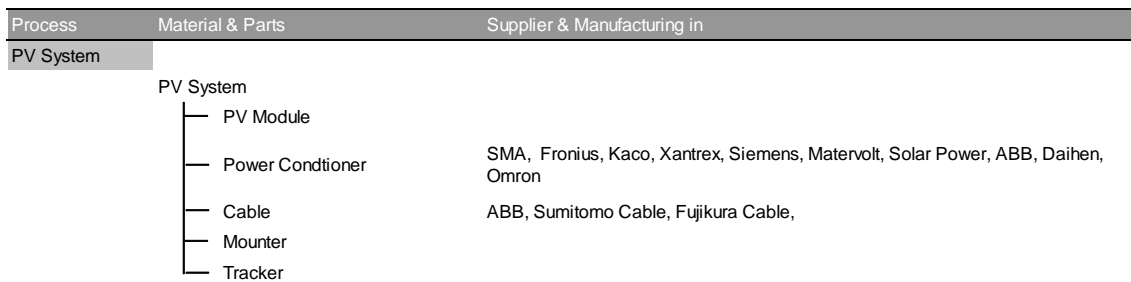 Process Material & Parts Supplier & Manufacturing in
PV System
PV System
PV Module
Power Condtioner SMA, Fronius, Kaco, Xantrex, Siemens, Matervolt, Solar Power, ABB, Daihen,
Omron
Cable ABB, Sumitomo Cable, Fujikura Cable,
Mounter
Tracker